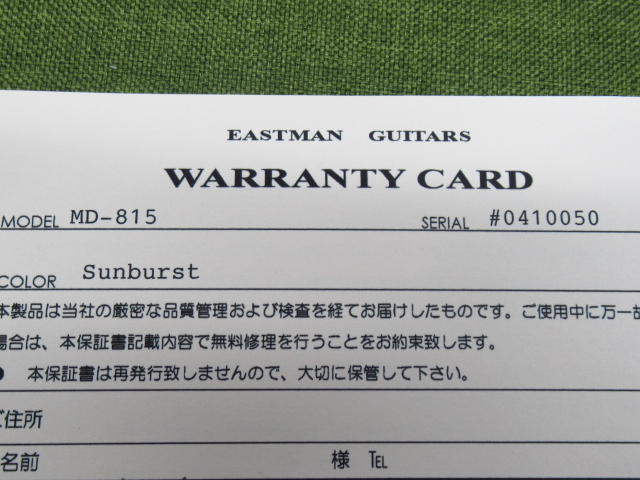 EASTMAN GUITARS
WARRANTY CARD
MODEL MD-815 SERIAL #0410050
COLOR Sunburst
本製品は当社の厳密な品質管理および検査を経てお届けしたものです。ご使用中に万一故
場合は、本保証書記載内容で無料修理を行うことをお約束致します。
● 本保証書は再発行致しませんので、大切に保管して下さい。
ご住所
名前 様 TEL